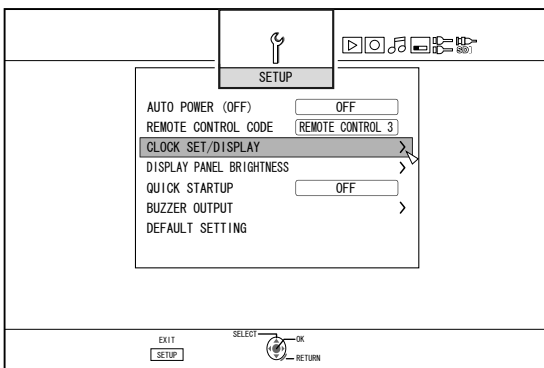 SETUP
AUTO POWER (OFF) OFF
REMOTE CONTROL CODE REMOTE CONTROL 3
CLOCK SET/DISPLAY
DISPLAY PANEL BRIGHTNESS
QUICK STARTUP OFF
BUZZER OUTPUT
DEFAULT SETTING
EXIT
SETUP
SELECT
OK
RETURN